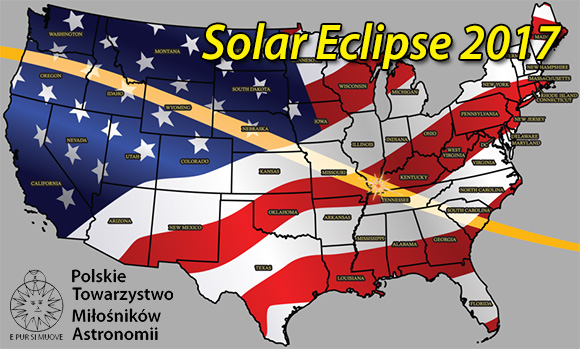 Solar Eclipse 2017
WASHINGTON
MONTANA
OREGON
IDAHO
WYOMING
SOUTH DAKOTA
NEBRASKA
IOWA
WISCONSIN
MICHIGAN
NEVADA
UTAH
COLORADO
CALIFORNIA
ARIZONA
NEW MEXICO
KANSAS
MISSOURI
ILLINOIS
INDIANA
OHIO
KENTUCKY
TENNESSEE
WEST
VIRGINIA
VIRGINIA
DC
PENNSYLVANIA
NEW YORK
NEW HAMPSHIRE
MASSACHUSETTS
RHODE ISLAND
CONNECTICUT
NEW JERSEY
DELAWARE
MARYLAND
NORTH CAROLINA
SOUTH CAROLINA
OKLAHOMA
ARKANSAS
MISSISSIPPI
ALABAMA
GEORGIA
TEXAS
LOUISIANA
FLORIDA
Polskie
Towarzystwo
Miłośników
Astronomii
E PUR SI MUOVE